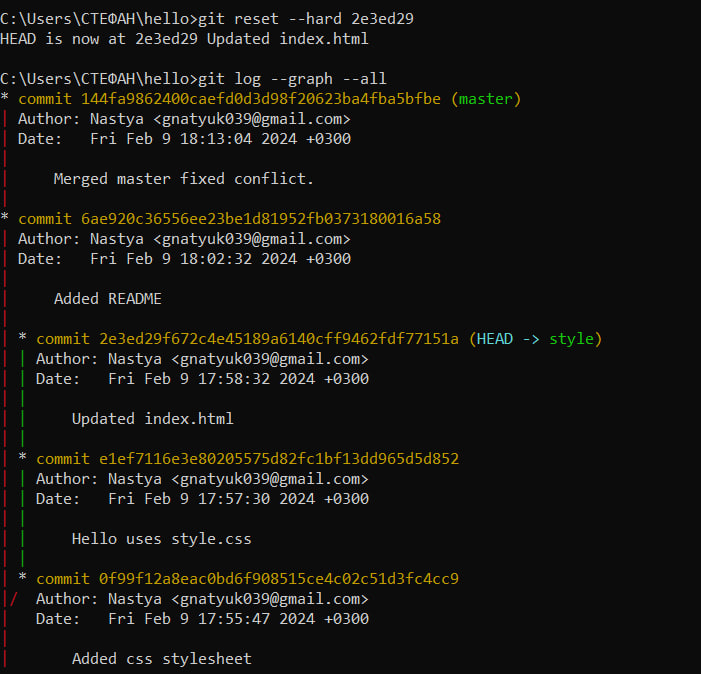 C:\Users\СТЕФАН\hello>git reset --hard 2e3ed29
HEAD is now at 2e3ed29 Updated index.html
C:\Users\СТЕФАН\hello>git log --graph --all
* commit 144fa9862400caefd0d3d98f20623ba4fba5bfbe (master)
| Author: Nastya <gnatyuk039@gmail.com>
| Date:   Fri Feb 9 18:13:04 2024 +0300
|
|     Merged master fixed conflict.
|
* commit 6ae920c36556ee23be1d81952fb0373180016a58
| Author: Nastya <gnatyuk039@gmail.com>
| Date:   Fri Feb 9 18:02:32 2024 +0300
|
|     Added README
|
| * commit 2e3ed29f672c4e45189a6140cff9462fdf77151a (HEAD -> style)
| | Author: Nastya <gnatyuk039@gmail.com>
| | Date:   Fri Feb 9 17:58:32 2024 +0300
| |
| |     Updated index.html
| |
| * commit e1ef7116e3e80205575d82fc1bf13dd965d5d852
| | Author: Nastya <gnatyuk039@gmail.com>
| | Date:   Fri Feb 9 17:57:30 2024 +0300
| |
| |     Hello uses style.css
| |
| * commit 0f99f12a8eac0bd6f908515ce4c02c51d3fc4cc9
|/  Author: Nastya <gnatyuk039@gmail.com>
|   Date:   Fri Feb 9 17:55:47 2024 +0300
|
|       Added css stylesheet